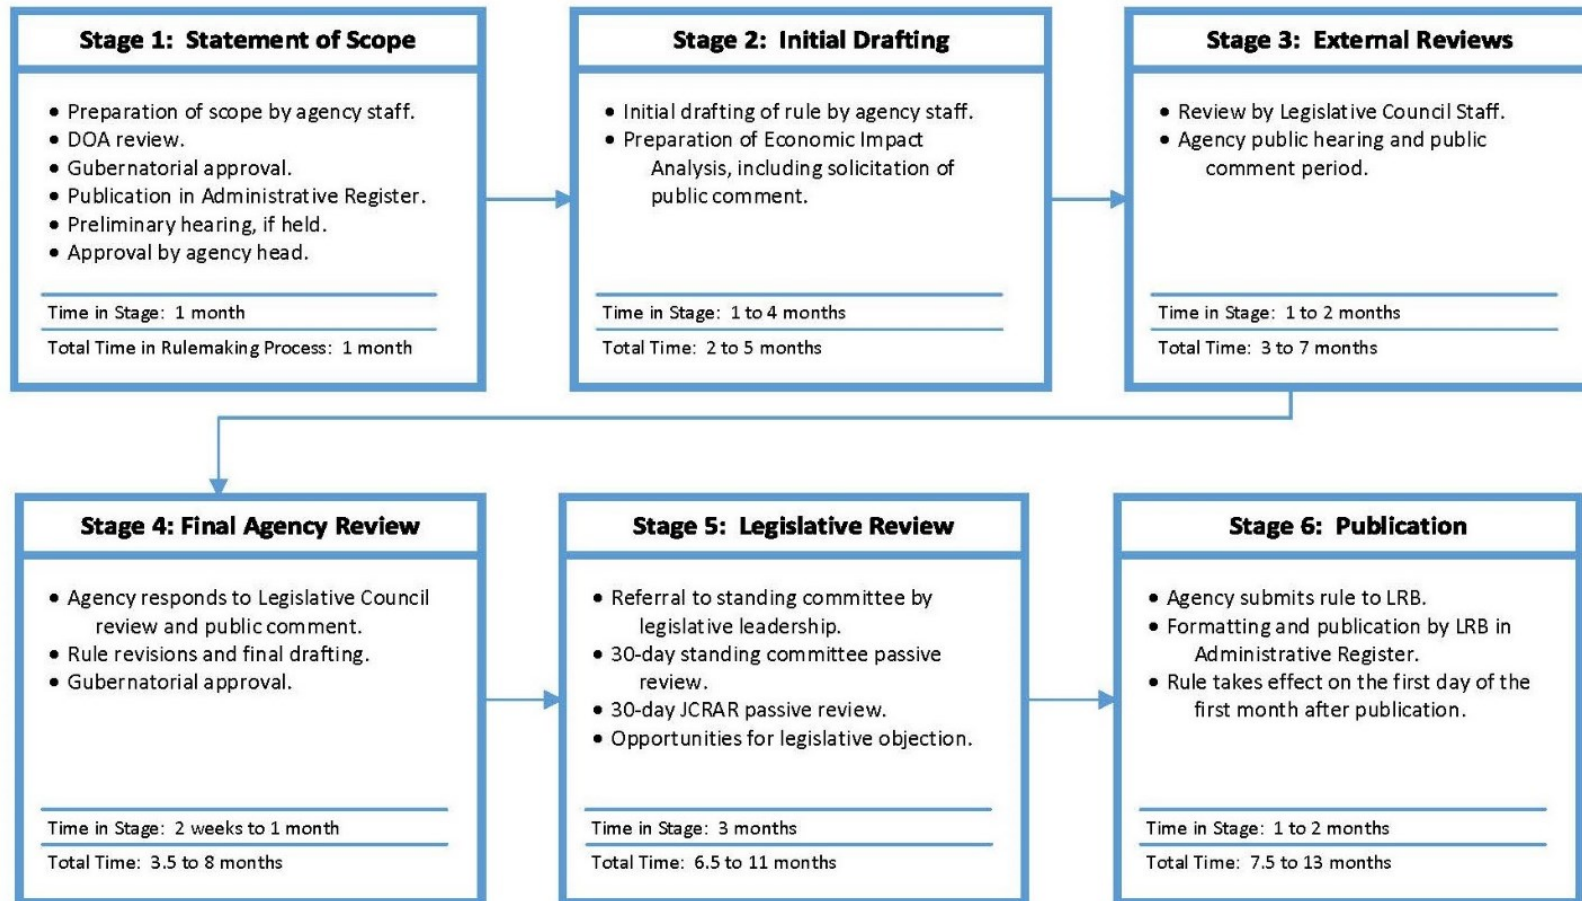 Stage 1: Statement of Scope
• Preparation of scope by agency staff.
• DOA review.
• Gubernatorial approval.
• Publication in Administrative Register.
• Preliminary hearing, if held.
• Approval by agency head.
Time in Stage: 1 month
Total Time in Rulemaking Process: 1 month
Stage 2: Initial Drafting
• Initial drafting of rule by agency staff.
• Preparation of Economic Impact
Analysis, including solicitation of
public comment.
Time in Stage: 1 to 4 months
Total Time: 2 to 5 months
Stage 3: External Reviews
• Review by Legislative Council Staff.
• Agency public hearing and public
comment period.
Time in Stage: 1 to 2 months
Total Time: 3 to 7 months
Stage 4: Final Agency Review
• Agency responds to Legislative Council
review and public comment.
• Rule revisions and final drafting.
• Gubernatorial approval.
Time in Stage: 2 weeks to 1 month
Total Time: 3.5 to 8 months
Stage 5: Legislative Review
• Referral to standing committee by
legislative leadership.
• 30-day standing committee passive
review.
• 30-day JCRAR passive review.
• Opportunities for legislative objection.
Time in Stage: 3 months
Total Time: 6.5 to 11 months
Stage 6: Publication
• Agency submits rule to LRB.
• Formatting and publication by LRB in
Administrative Register.
• Rule takes effect on the first day of the
first month after publication.
Time in Stage: 1 to 2 months
Total Time: 7.5 to 13 months